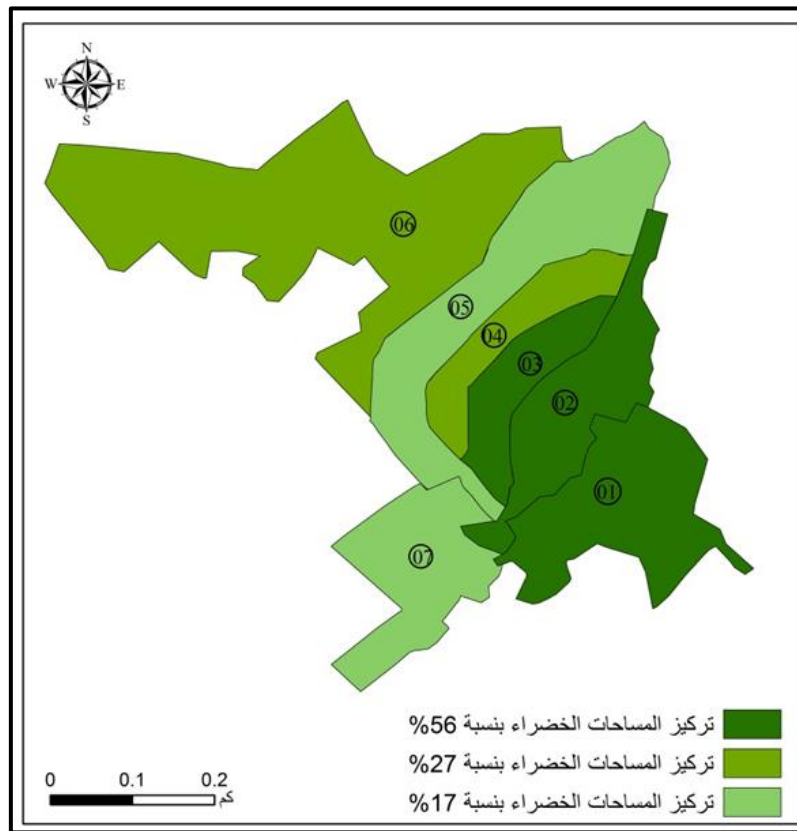 N
W E
S
06
05
04
03
02
01
07
تركيز المساحات الخضراء بنسبة 56%
تركيز المساحات الخضراء بنسبة 27%
تركيز المساحات الخضراء بنسبة 17%
0 0.1 0.2
كم